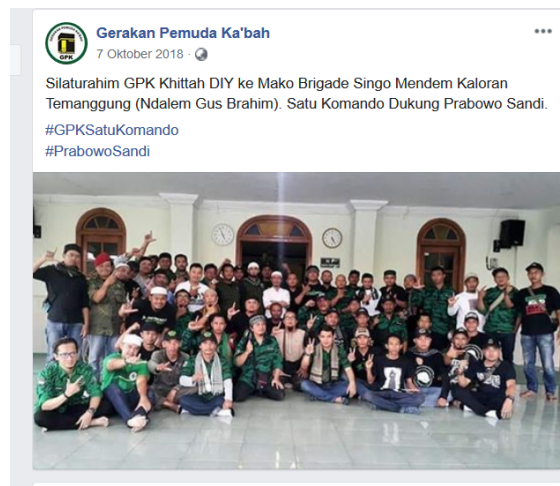 Gerakan Pemuda Ka'bah
7 Oktober 2018 ·
Silaturahim GPK Khittah DIY ke Mako Brigade Singo Mendem Kaloran
Temanggung (Ndalem Gus Brahim). Satu Komando Dukung Prabowo Sandi.
#GPKSatuKomando
#PrabowoSandi
GPK